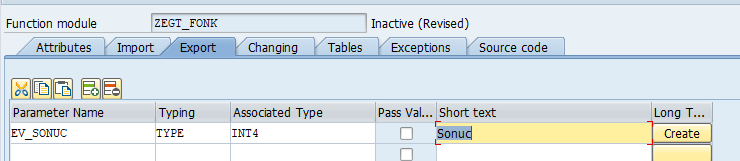 Function module ZEGT_FONK Inactive (Revised)
Attributes Import Export Changing Tables Exceptions Source code
Parameter Name Typing Associated Type Pass Val... Short text Long T...
EV_SONUC TYPE INT4 Sonuc Create